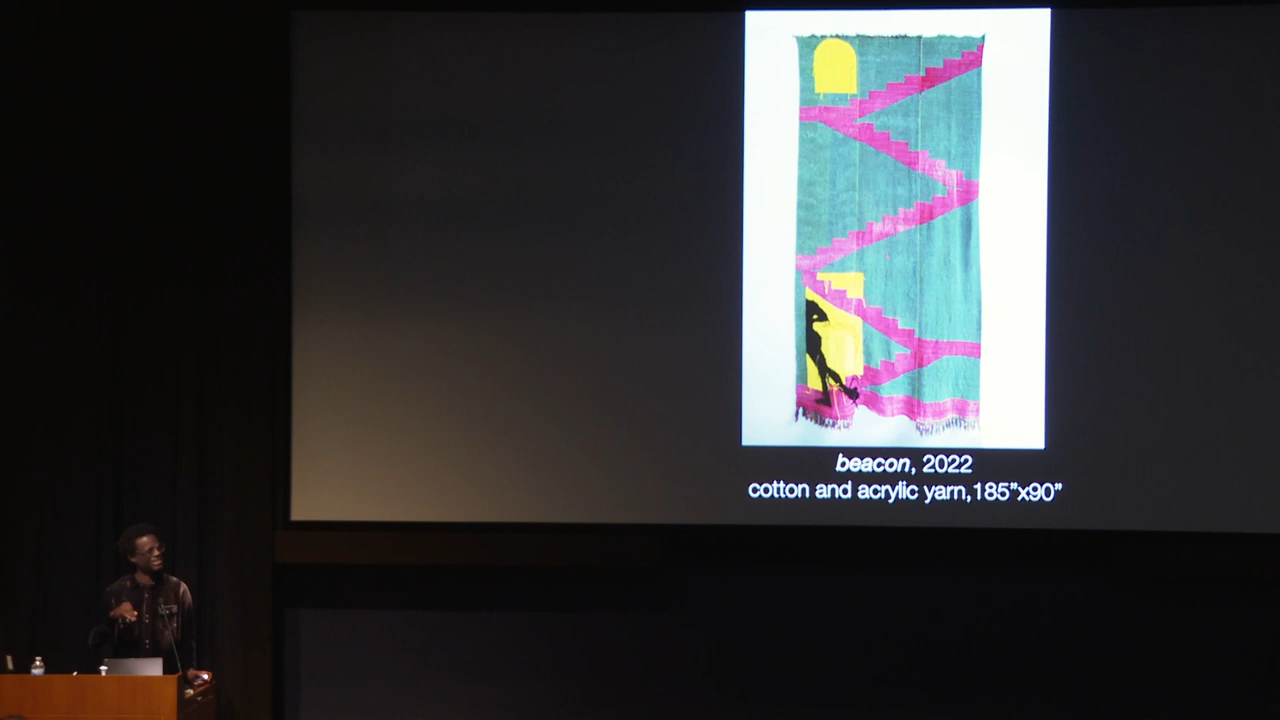 beacon, 2022
cotton and acrylic yarn,185”x90”